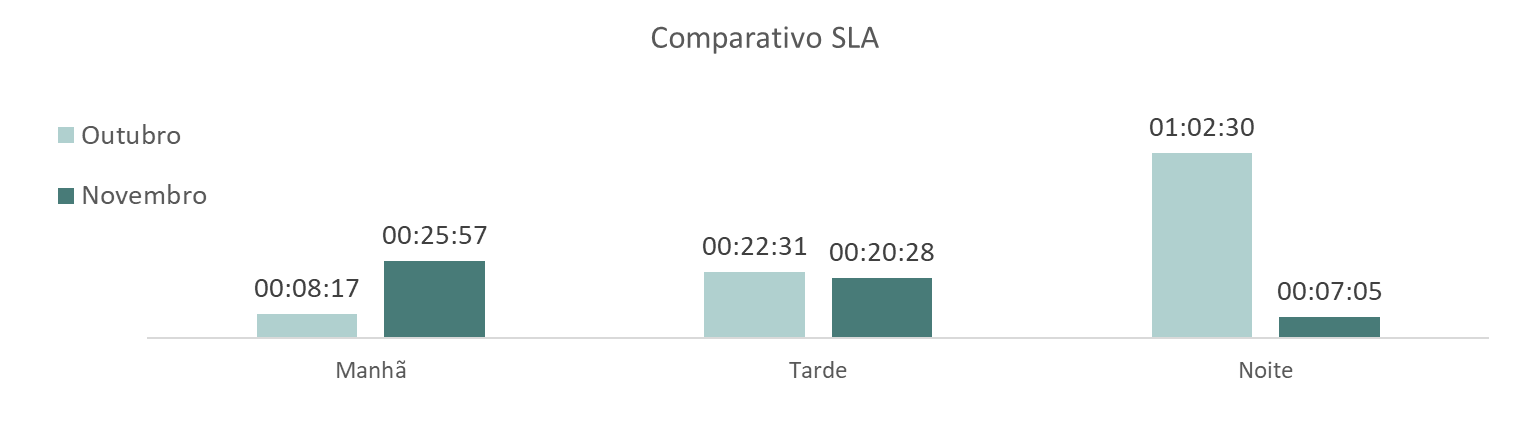 Comparativo SLA
Outubro
Novembro
00:08:17
00:25:57
00:22:31
00:20:28
01:02:30
00:07:05
Manhã
Tarde
Noite